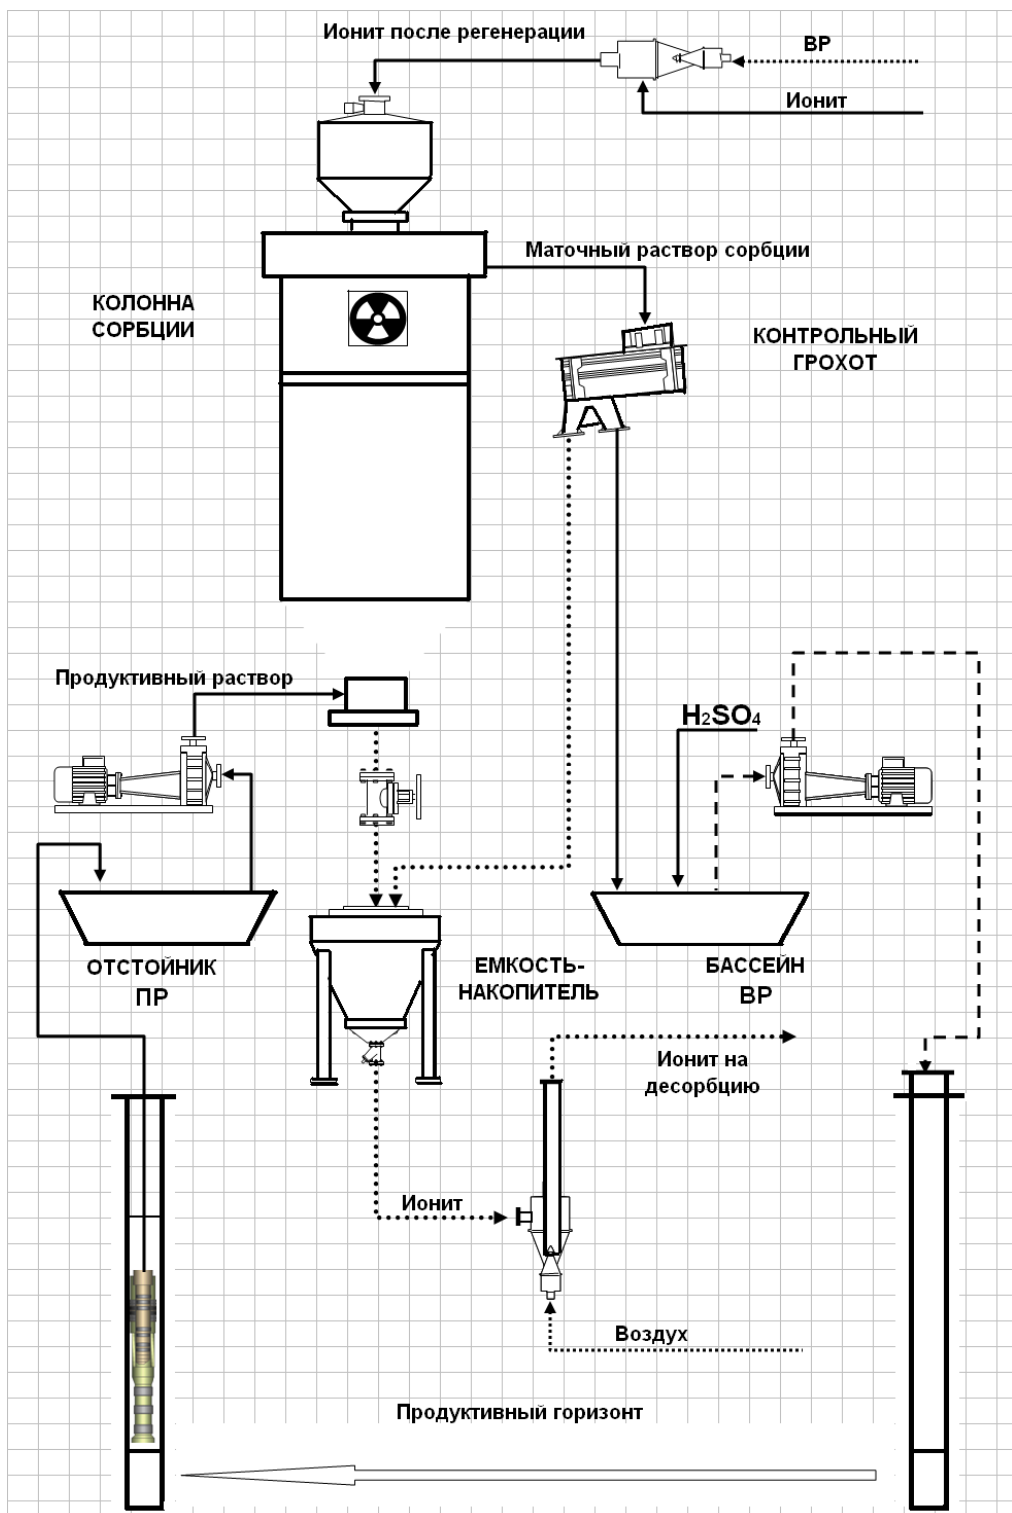 Ионит после регенерации
ВР
Ионит
Маточный раствор сорбции
КОЛОННА
СОРБЦИИ
КОНТРОЛЬНЫЙ
ГРОХОТ
Продуктивный раствор
H2SO4
ОТСТОЙНИК
ПР
ЕМКОСТЬ-
НАКОПИТЕЛЬ
БАССЕЙН
ВР
Ионит на
десорбцию
Ионит
Воздух
Продуктивный горизонт